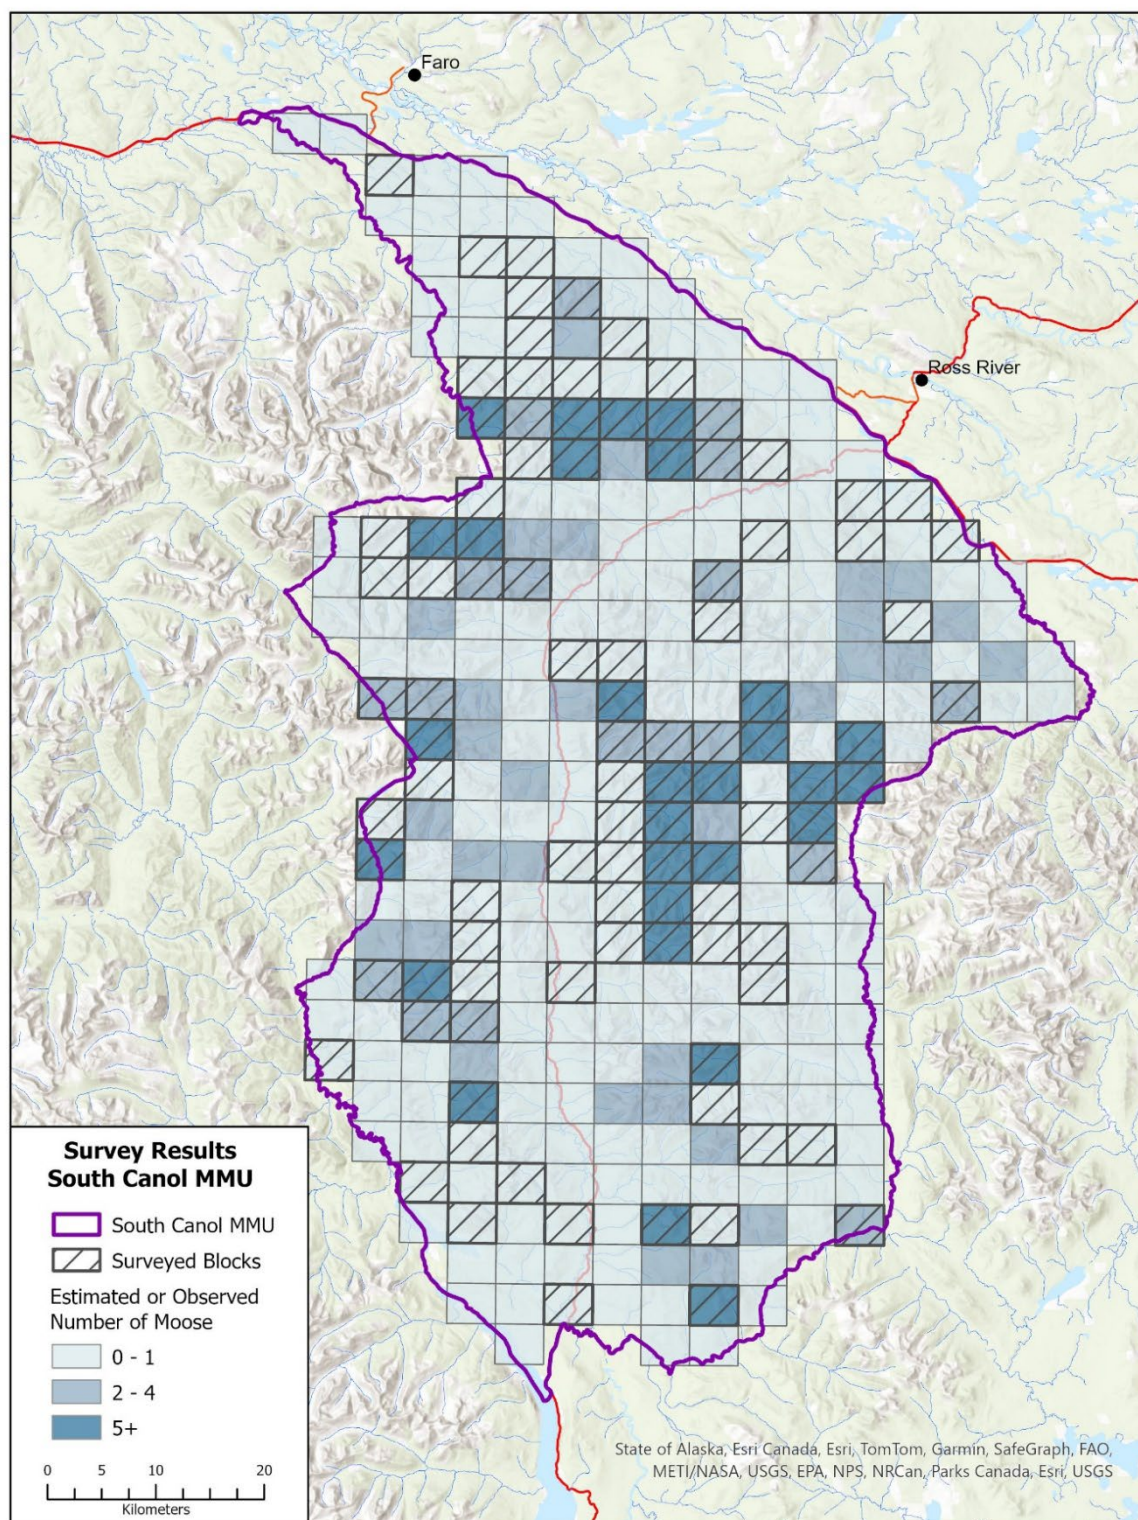 Faro
Ross River
Survey Results
South Canol MMU
South Canol MMU
Surveyed Blocks
Estimated or Observed
Number of Moose
0 - 1
2 - 4
5+
0 5 10 20
Kilometers
State of Alaska, Esri Canada, Esri, TomTom, Garmin, SafeGraph, FAO,
METI/NASA, USGS, EPA, NPS, NRCan, Parks Canada, Esri, USGS